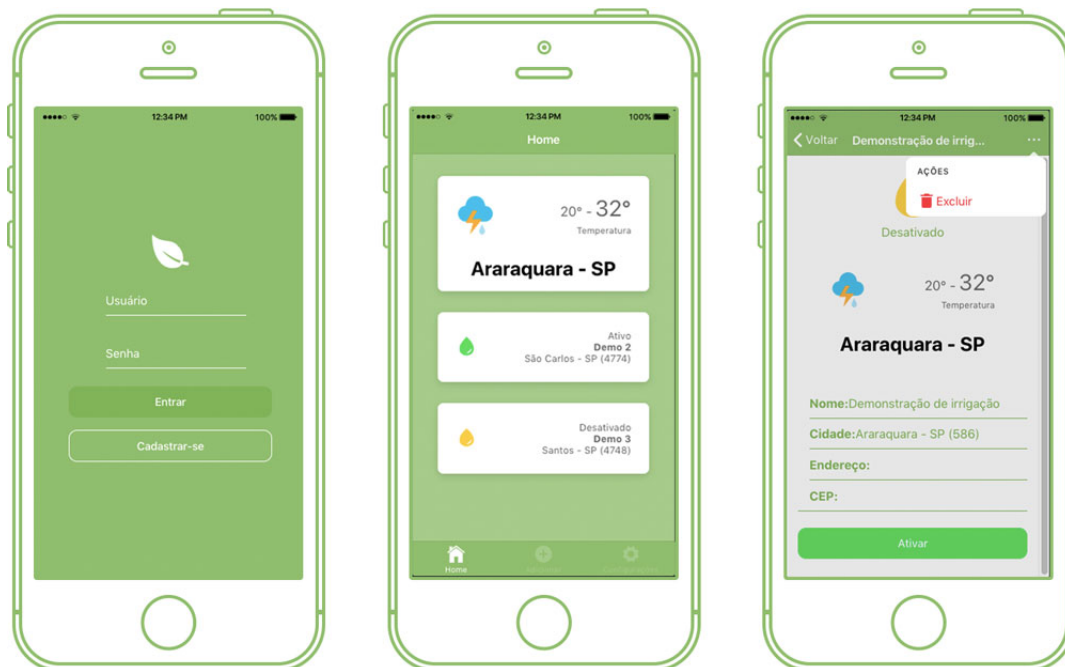 12:34 PM
100%
Usuário
Senha
Entrar
Cadastrar-se
12:34 PM
100%
Home
20° - 32°
Temperatura
Araraquara - SP
Ativo
Demo 2
São Carlos - SP (4774)
Desativado
Demo 3
Santos - SP (4748)
Home
Configurações
12:34 PM
100%
Voltar
Demonstração de irrig...
...
AÇÕES
Excluir
Desativado
20° - 32°
Temperatura
Araraquara - SP
Nome:Demonstração de irrigação
Cidade:Araraquara - SP (586)
Endereço:
CEP:
Ativar